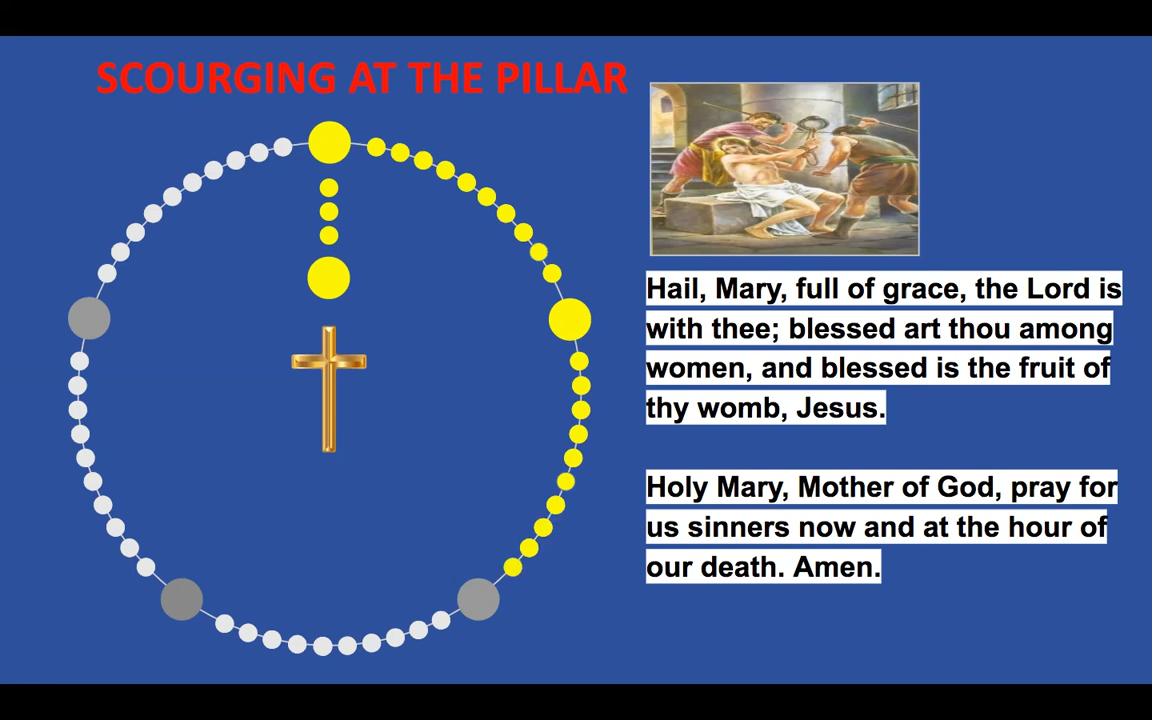 SCOURGING AT THE PILLAR
Hail, Mary, full of grace, the Lord is
with thee; blessed art thou among
women, and blessed is the fruit of
thy womb, Jesus.
Holy Mary, Mother of God, pray for
us sinners now and at the hour of
our death. Amen.